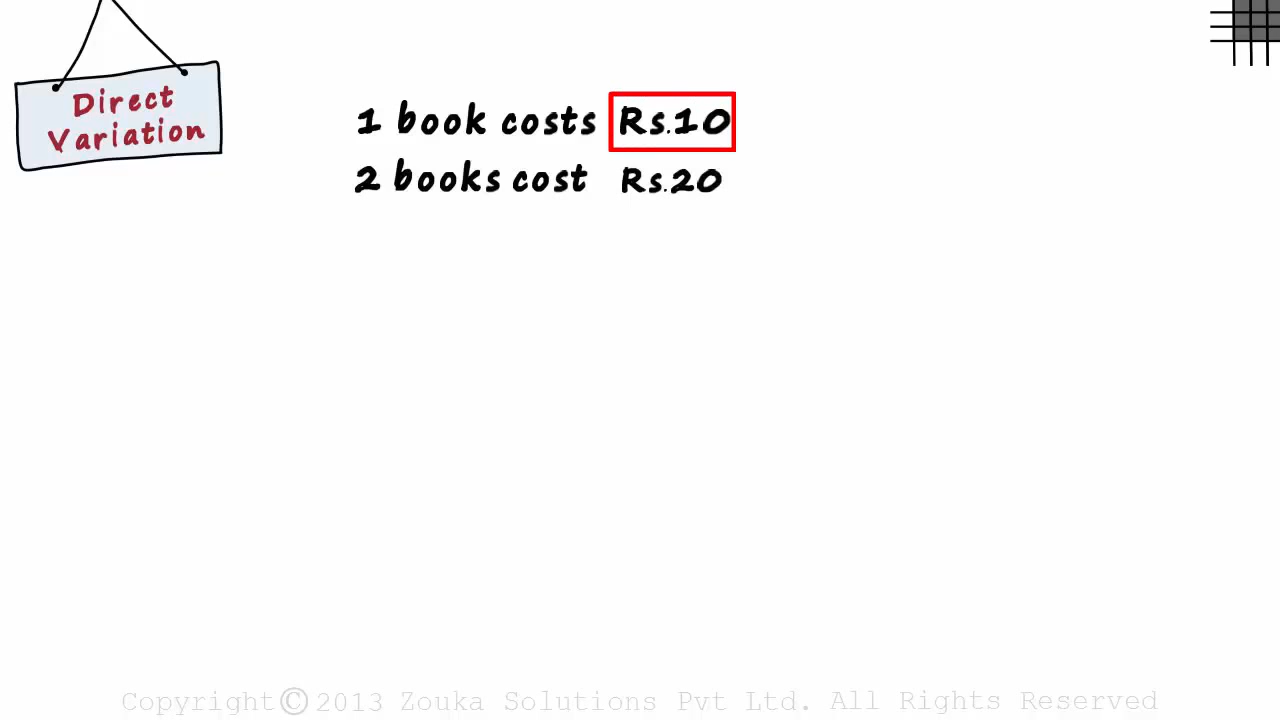 Direct
Variation
1 book costs Rs.10
2 books cost Rs.20
Copyright©2013 Zouka Solutions Pvt Ltd. All Rights Reserved